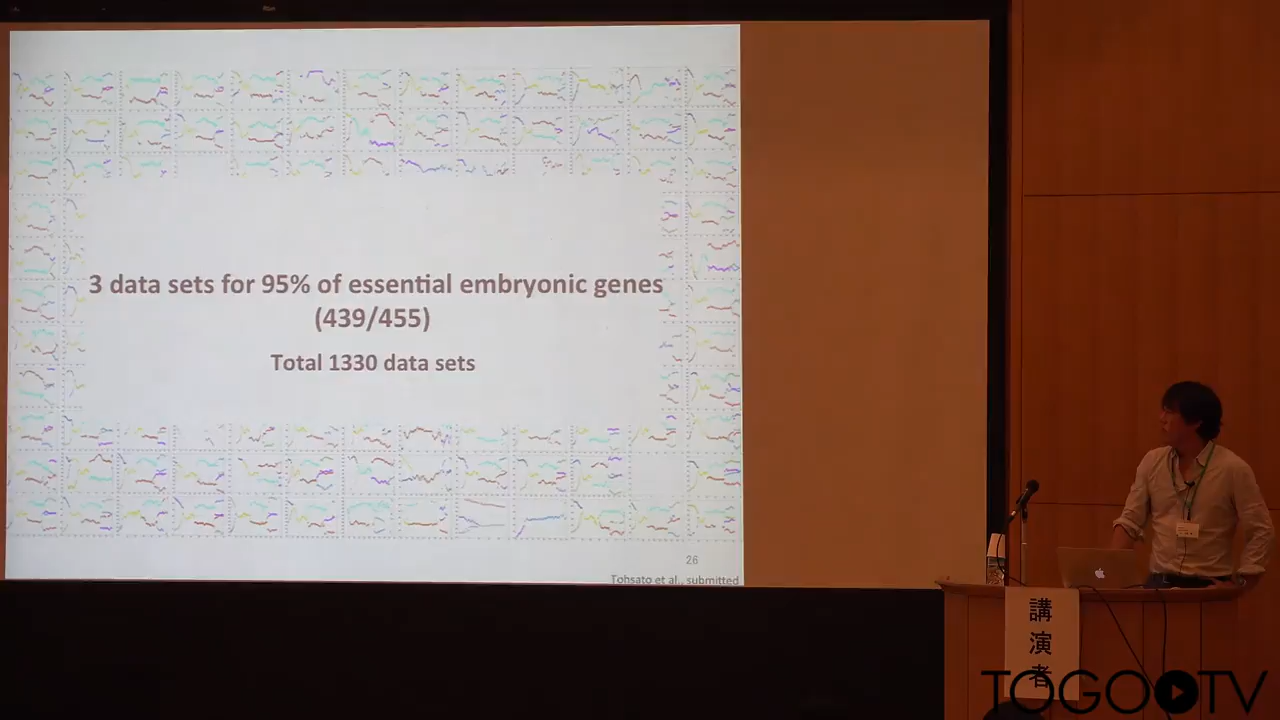 3 data sets for 95% of essential embryonic genes
(439/455)
Total 1330 data sets
26
Tohsato et al., submitted
講演者
TOGOTV